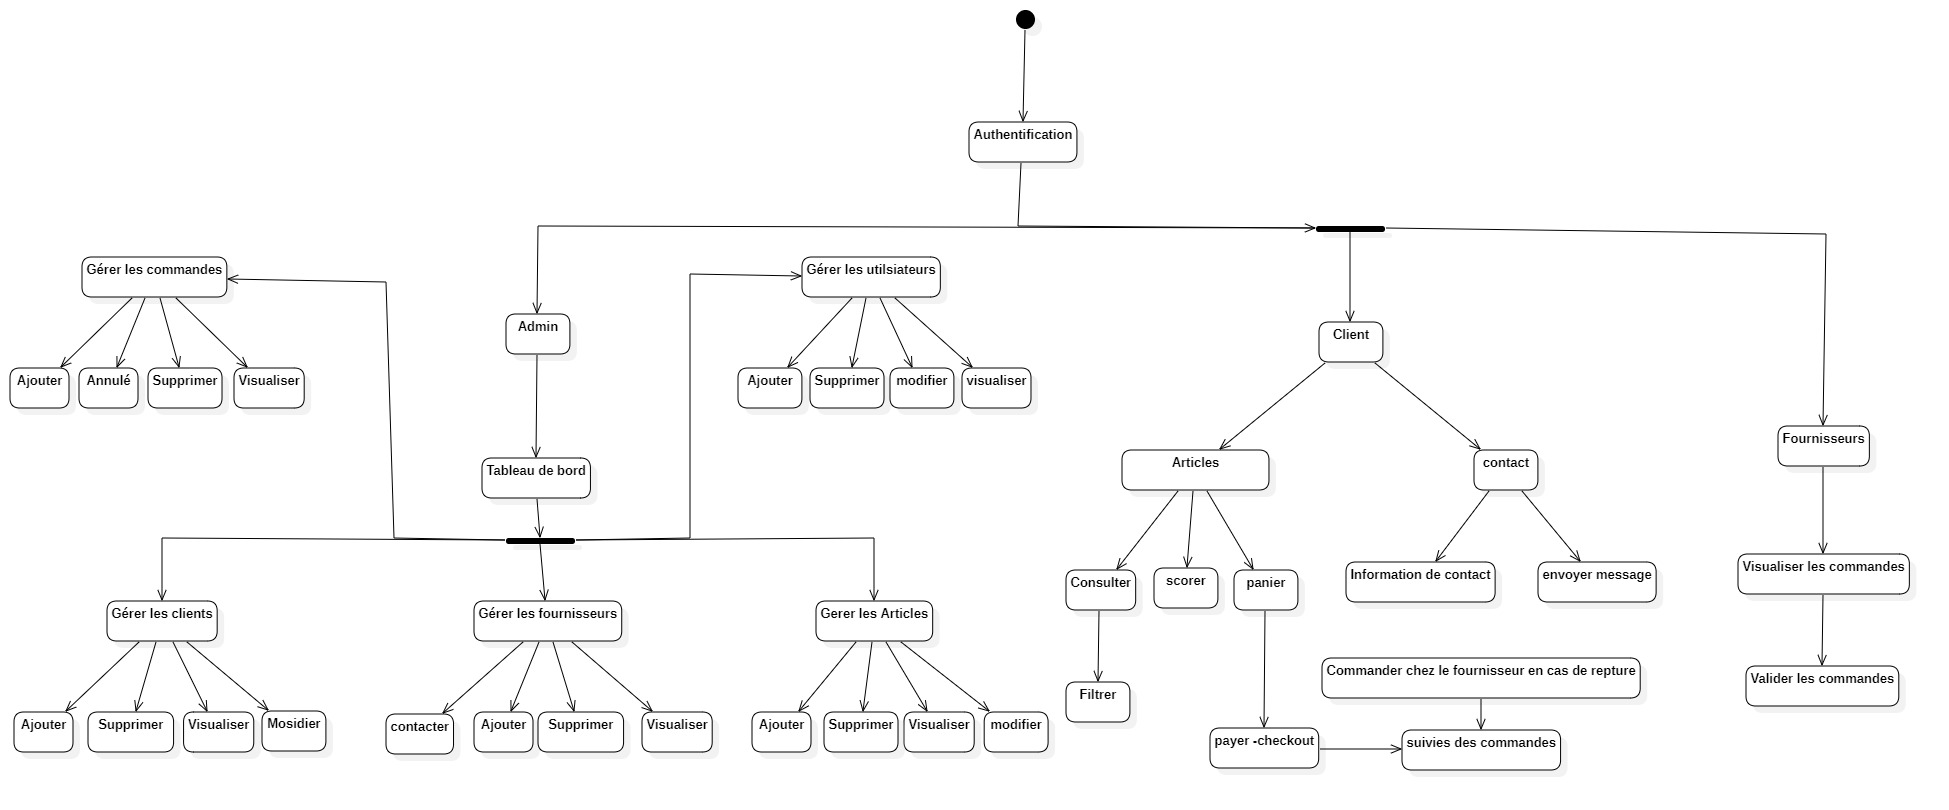 Authentification
Gérer les commandes
Gérer les utilsiateurs
Admin
Client
Ajouter
Annulé
Supprimer
Visualiser
Ajouter
Supprimer
modifier
visualiser
Tableau de bord
Articles
contact
Fournisseurs
Consulter
scorer
panier
Information de contact
envoyer message
Visualiser les commandes
Gérer les clients
Gérer les fournisseurs
Gerer les Articles
Commander chez le fournisseur en cas de repture
Valider les commandes
Filtrer
Ajouter
Supprimer
Visualiser
Mosidier
contacter
Ajouter
Supprimer
Visualiser
Ajouter
Supprimer
Visualiser
modifier
payer -checkout
suivies des commandes